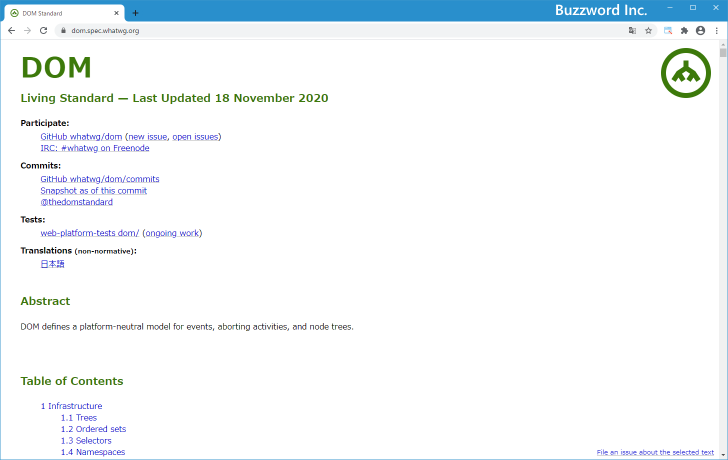 DOM Standard
Buzzword Inc.
dom.spec.whatwg.org
DOM
Living Standard — Last Updated 18 November 2020
Participate:
GitHub whatwg/dom (new issue, open issues)
IRC: #whatwg on Freenode
Commits:
GitHub whatwg/dom/commits
Snapshot as of this commit
@thedomstandard
Tests:
web-platform-tests dom/ (ongoing work)
Translations (non-normative):
日本語
Abstract
DOM defines a platform-neutral model for events, aborting activities, and node trees.
Table of Contents
1 Infrastructure
1.1 Trees
1.2 Ordered sets
1.3 Selectors
1.4 Namespaces
File an issue about the selected text